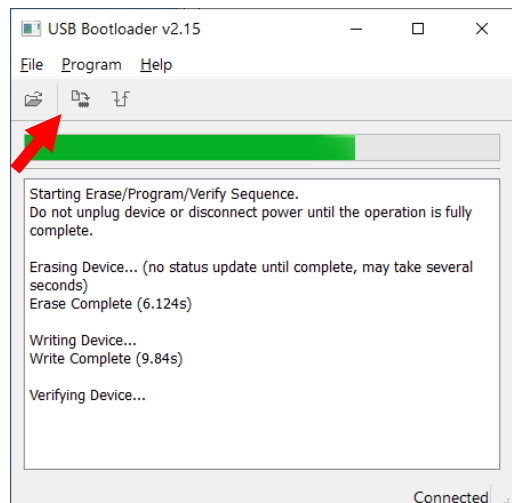 USB Bootloader v2.15
File Program Help
Starting Erase/Program/Verify Sequence.
Do not unplug device or disconnect power until the operation is fully
complete.
Erasing Device... (no status update until complete, may take several
seconds)
Erase Complete (6.124s)
Writing Device...
Write Complete (9.84s)
Verifying Device...
Connected